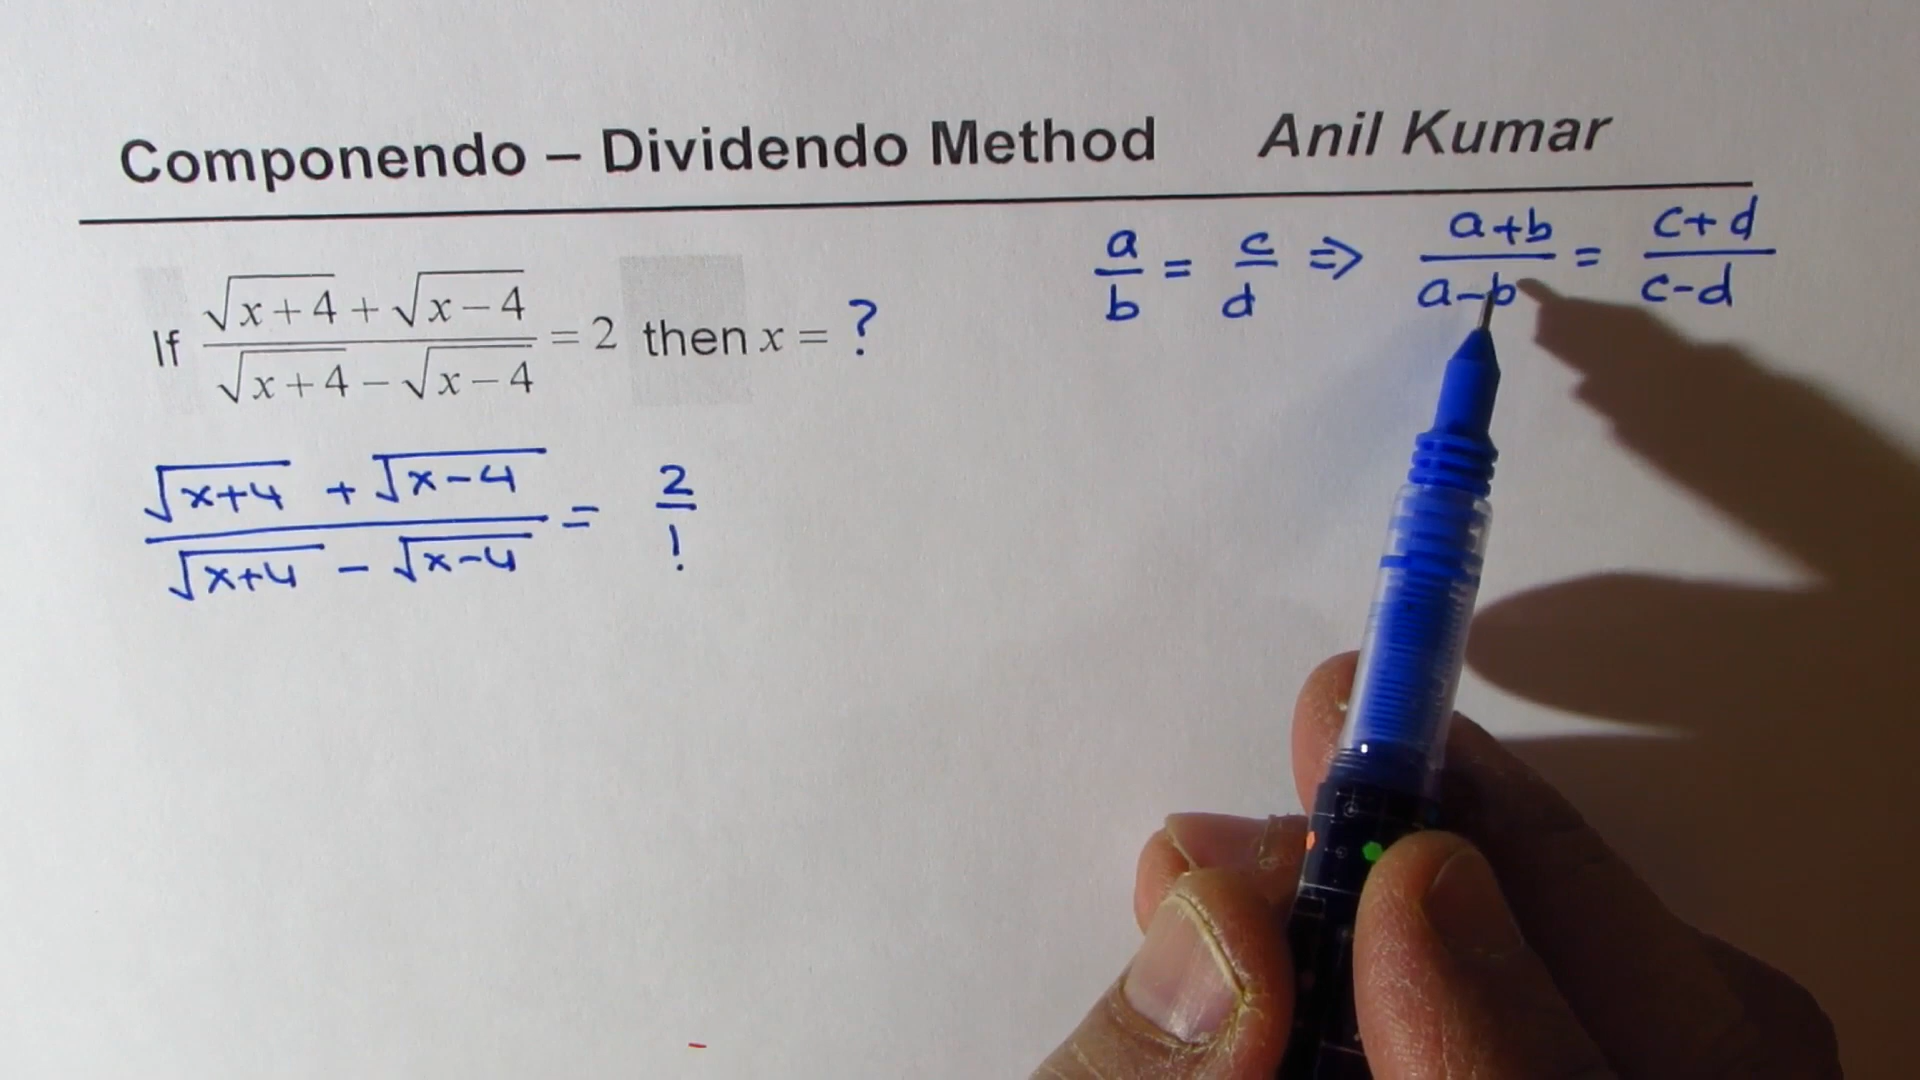 Componendo – Dividendo Method Anil Kumar
a/b = c/d ⇒ (a+b)/(a-b) = (c+d)/(c-d)
If (√(x+4) + √(x−4))/(√(x+4) − √(x−4)) = 2 then x = ?
(√(x+4) + √(x-4))/(√(x+4) - √(x-4)) = 2/1